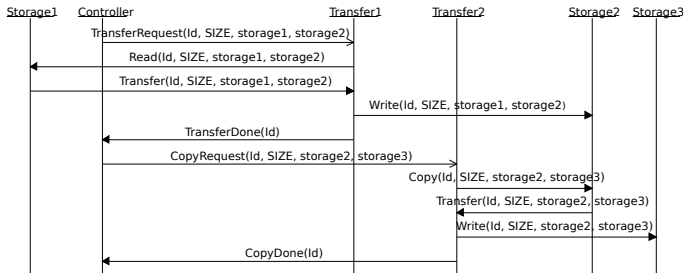 Storage1 Controller Transfer1 Transfer2 Storage2 Storage3
TransferRequest(Id, SIZE, storage1, storage2)
Read(Id, SIZE, storage1, storage2)
Transfer(Id, SIZE, storage1, storage2)
Write(Id, SIZE, storage1, storage2)
TransferDone(Id)
CopyRequest(Id, SIZE, storage2, storage3)
Copy(Id, SIZE, storage2, storage3)
Transfer(Id, SIZE, storage2, storage3)
Write(Id, SIZE, storage2, storage3)
CopyDone(Id)